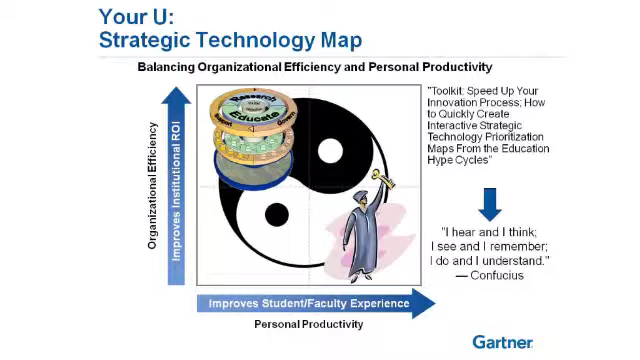 Your U:
Strategic Technology Map
Balancing Organizational Efficiency and Personal Productivity
"Toolkit: Speed Up Your
Innovation Process; How
to Quickly Create
Interactive Strategic
Technology Prioritization
Maps From the Education
Hype Cycles"
Organizational Efficiency
Improves Institutional ROI
Research
Educate
Support
Govern
"I hear and I think;
I see and I remember;
I do and I understand."
— Confucius
Improves Student/Faculty Experience
Personal Productivity
Gartner